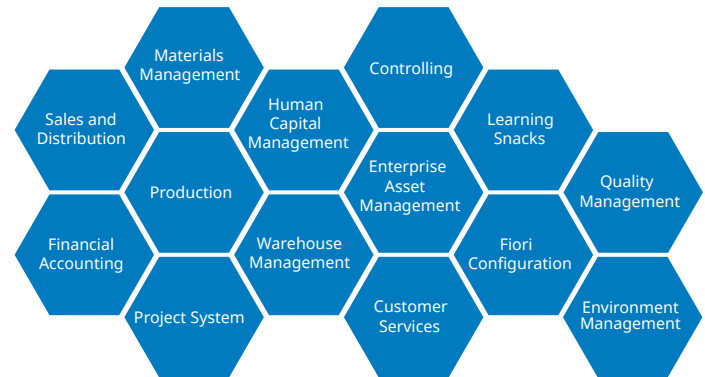 Materials
Management
Controlling
Sales and
Distribution
Human
Capital
Management
Learning
Snacks
Production
Enterprise
Asset
Management
Quality
Management
Financial
Accounting
Warehouse
Management
Fiori
Configuration
Project System
Customer
Services
Environment
Management